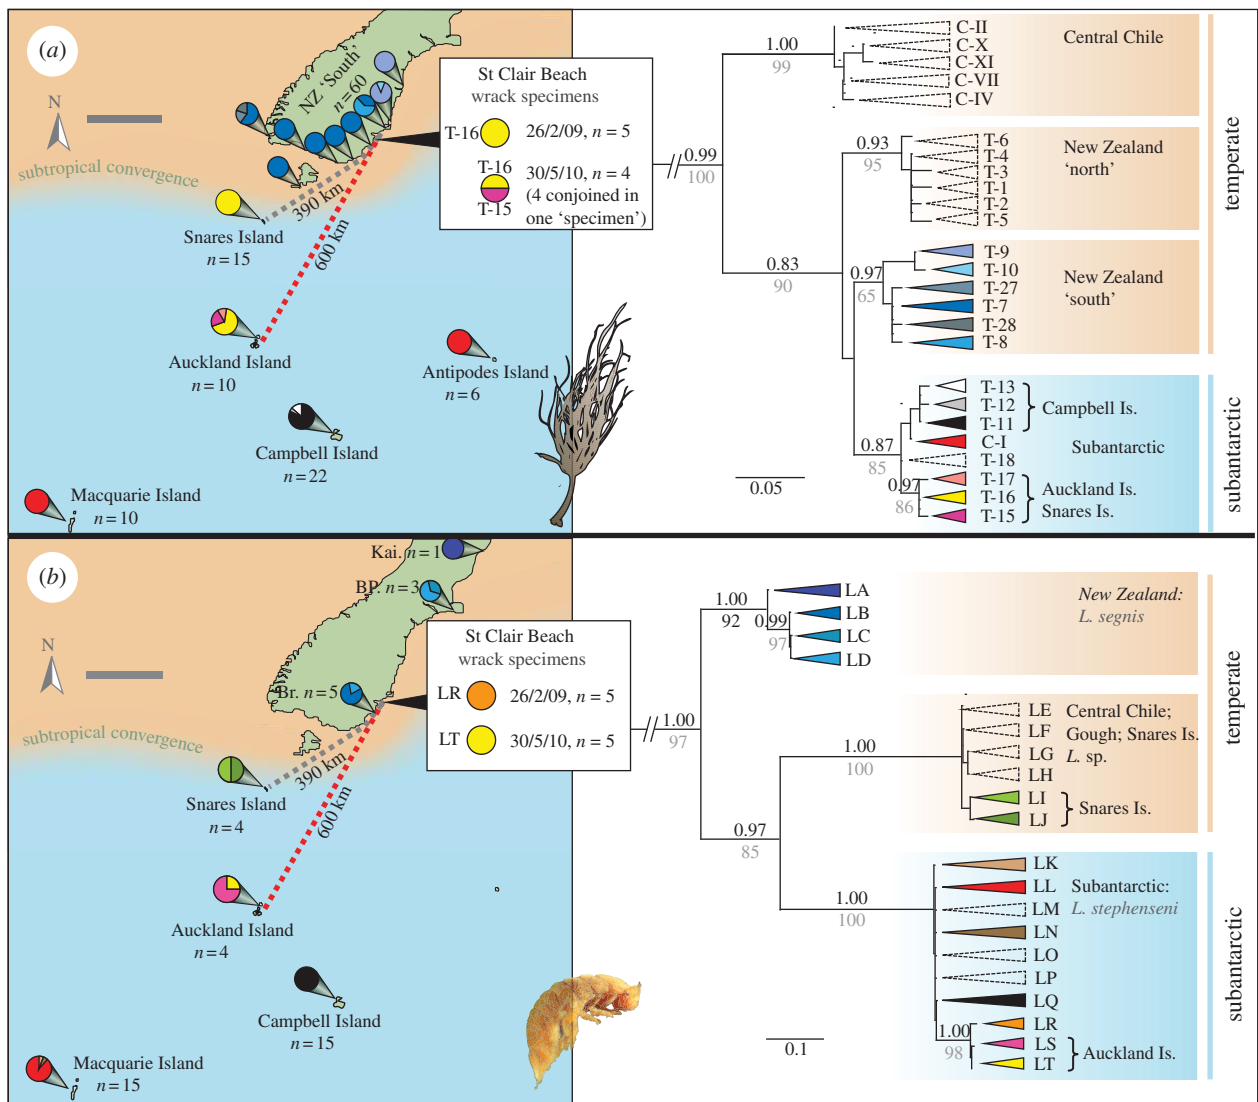 (a)
N
subtropical convergence
NZ 'South'
n=60
390 km
600 km
Snares Island
n=15
Auckland Island
n=10
Antipodes Island
n=6
Campbell Island
n=22
Macquarie Island
n=10
St Clair Beach
wrack specimens
T-16
26/2/09, n = 5
T-16
T-15
30/5/10, n = 4
(4 conjoined in
one 'specimen')
0.99
100
1.00
99
C-II
C-X
C-XI
C-VII
C-IV
Central Chile
0.83
90
0.93
95
T-6
T-4
T-3
T-1
T-2
T-5
New Zealand
'north'
0.97
65
T-9
T-10
T-27
T-7
T-28
T-8
New Zealand
'south'
temperate
0.87
85
T-13
T-12
T-11
Campbell Is.
C-I
Subantarctic
T-18
0.97
86
T-17
T-16
T-15
Auckland Is.
Snares Is.
subantarctic
0.05
(b)
N
subtropical convergence
Kai. n=1
BP. n=3
Br. n=5
390 km
600 km
Snares Island
n=4
Auckland Island
n=4
Campbell Island
n=15
Macquarie Island
n=15
St Clair Beach
wrack specimens
LR
26/2/09, n = 5
LT
30/5/10, n = 5
1.00
97
1.00
92
0.99
97
LA
LB
LC
LD
New Zealand:
L. segnis
0.97
85
1.00
100
LE
LF
LG
LH
Central Chile;
Gough; Snares Is.
L. sp.
LI
LJ
Snares Is.
temperate
1.00
100
LK
LL
LM
LN
LO
LP
LQ
Subantarctic:
L. stephenseni
1.00
98
LR
LS
LT
Auckland Is.
subantarctic
0.1